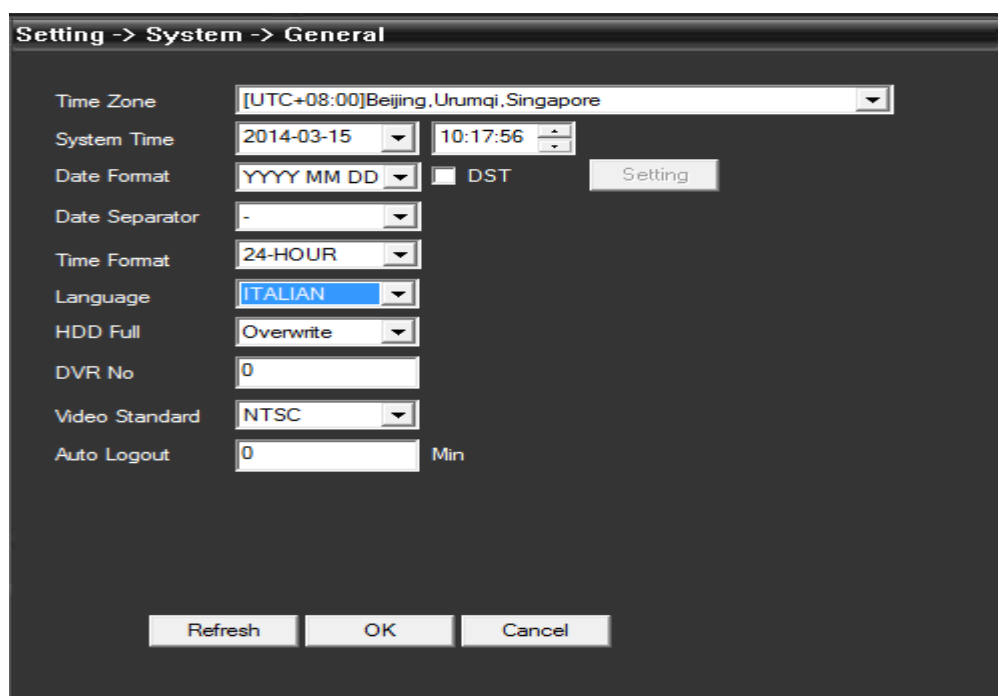 Setting -> System -> General
Time Zone [UTC+08:00]Beijing,Urumqi,Singapore
System Time 2014-03-15 10:17:56
Date Format YYYY MM DD DST Setting
Date Separator -
Time Format 24-HOUR
Language ITALIAN
HDD Full Overwrite
DVR No 0
Video Standard NTSC
Auto Logout 0 Min
Refresh OK Cancel